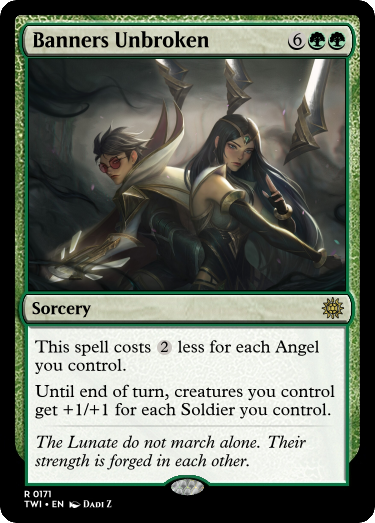 Banners Unbroken 6
Sorcery
This spell costs 2 less for each Angel
you control.
Until end of turn, creatures you control
get +1/+1 for each Soldier you control.
The Lunate do not march alone. Their
strength is forged in each other.
R 0171
TWI • EN Dadi Z